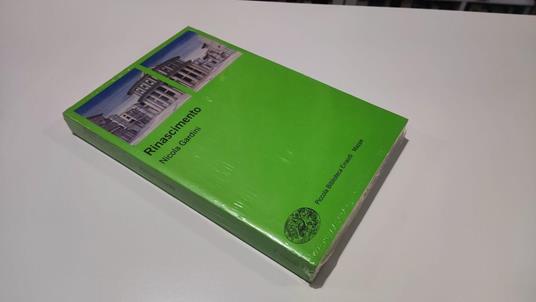 Rinascimento
Nicola Gardini
Piccola Biblioteca Einaudi Mappe